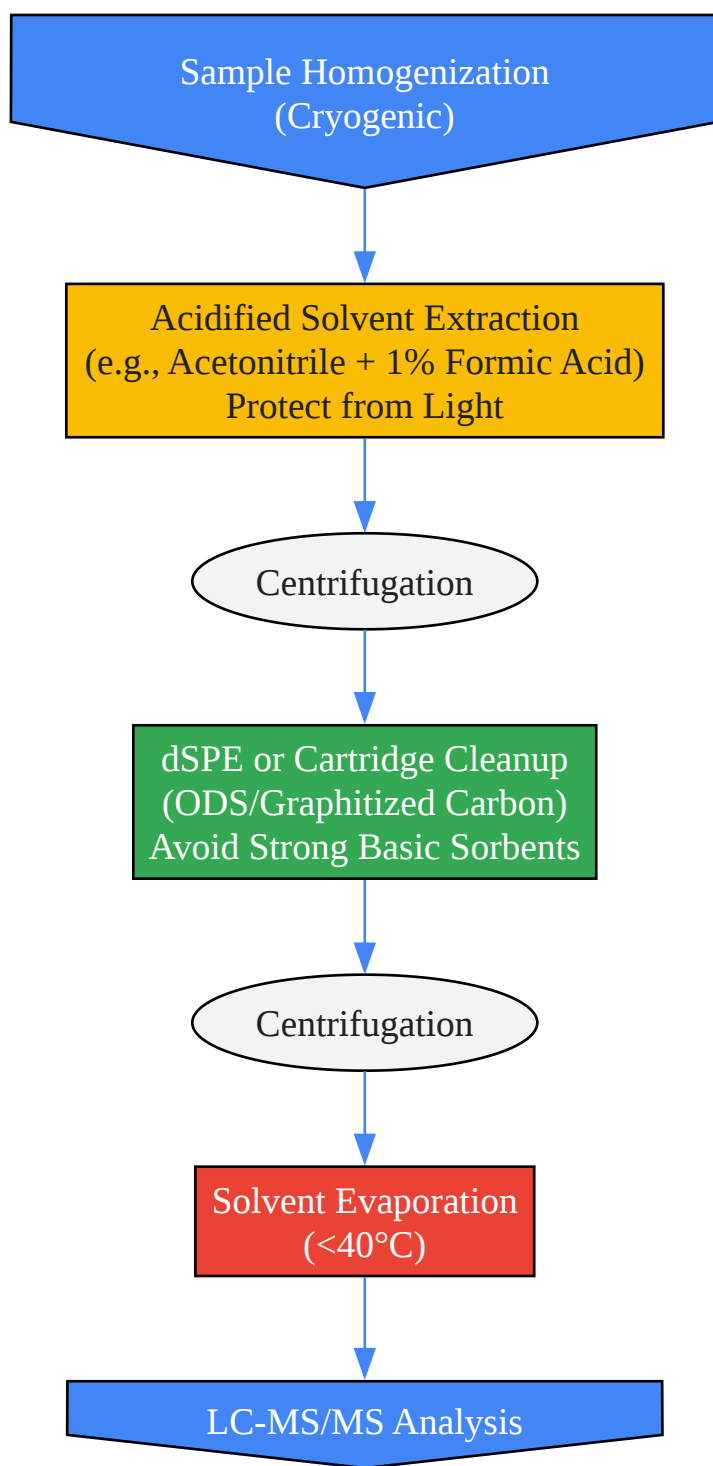 Sample Homogenization
(Cryogenic)
Acidified Solvent Extraction
(e.g., Acetonitrile + 1% Formic Acid)
Protect from Light
Centrifugation
dSPE or Cartridge Cleanup
(ODS/Graphitized Carbon)
Avoid Strong Basic Sorbents
Centrifugation
Solvent Evaporation
(<40°C)
LC-MS/MS Analysis